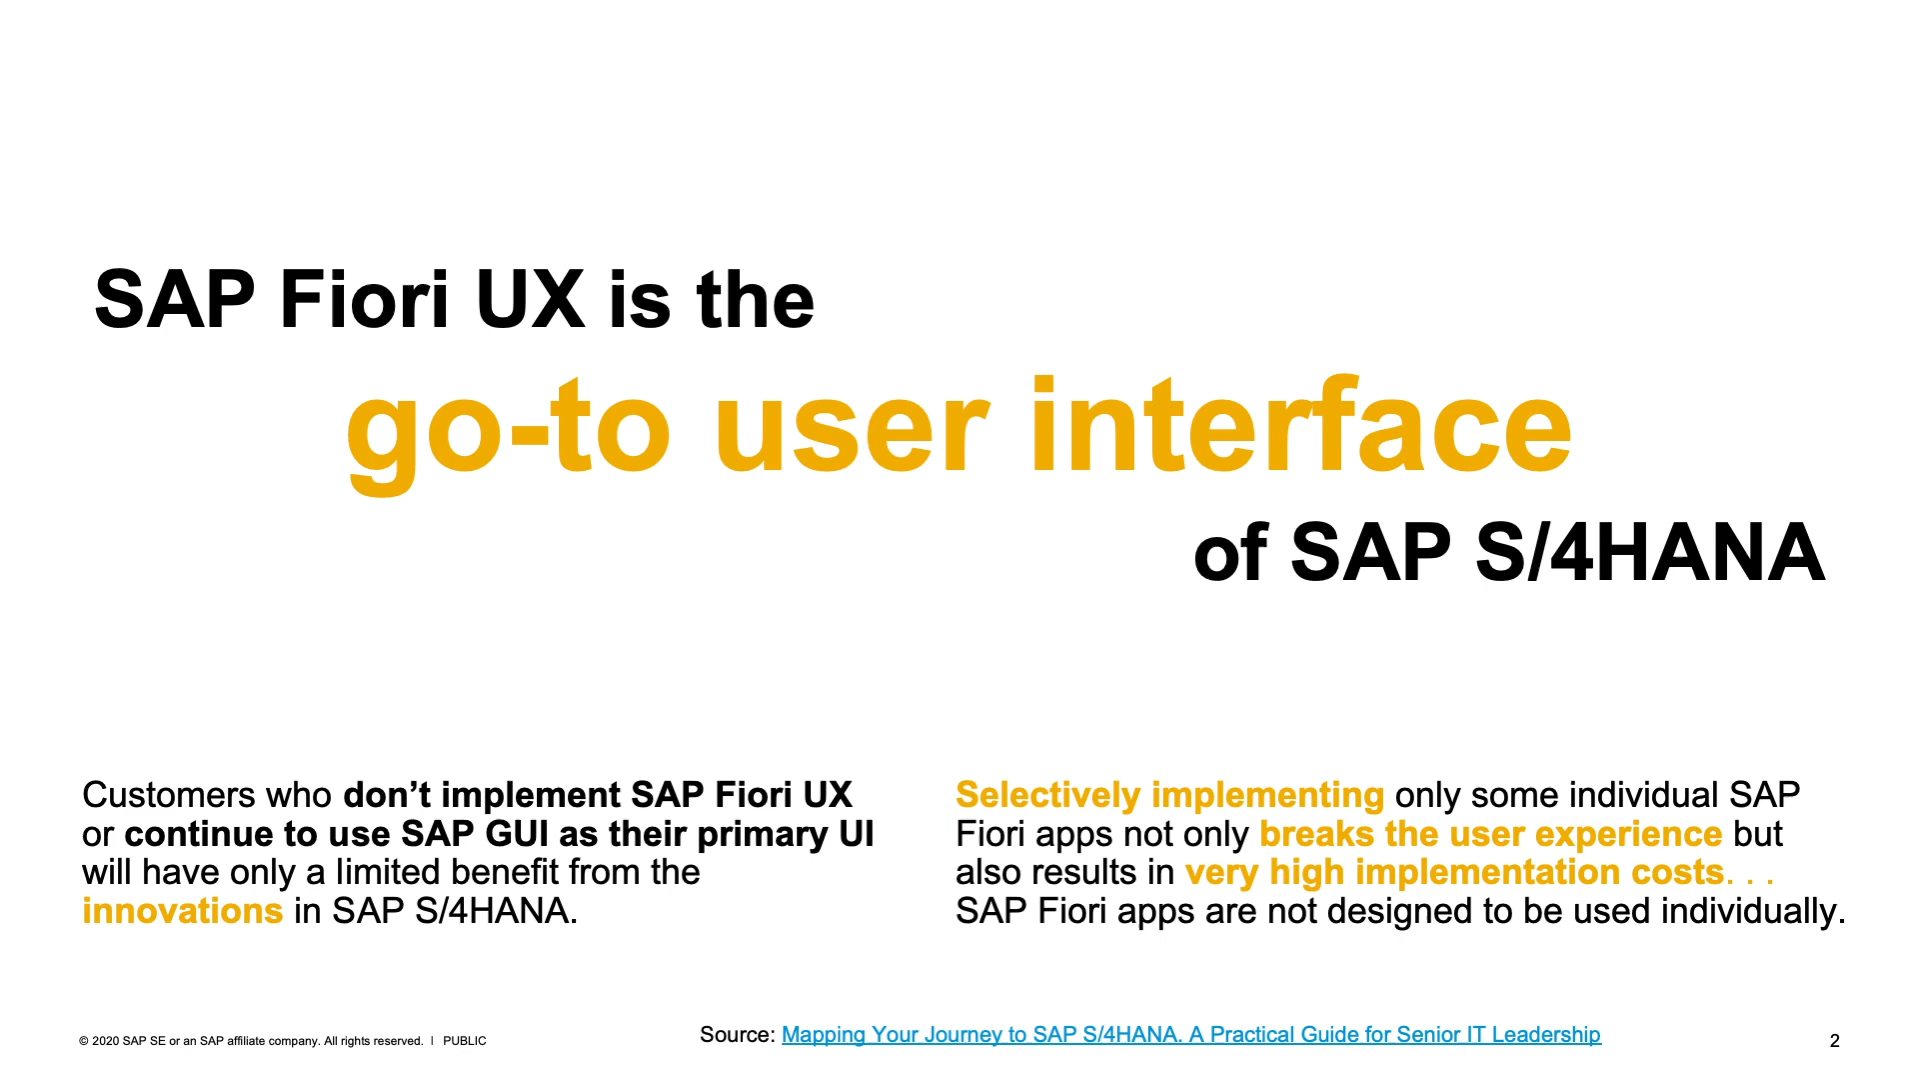 SAP Fiori UX is the
go-to user interface
of SAP S/4HANA
Customers who don’t implement SAP Fiori UX
or continue to use SAP GUI as their primary UI
will have only a limited benefit from the
innovations in SAP S/4HANA.
Selectively implementing only some individual SAP
Fiori apps not only breaks the user experience but
also results in very high implementation costs. . .
SAP Fiori apps are not designed to be used individually.
© 2020 SAP SE or an SAP affiliate company. All rights reserved. | PUBLIC
Source: Mapping Your Journey to SAP S/4HANA. A Practical Guide for Senior IT Leadership
2